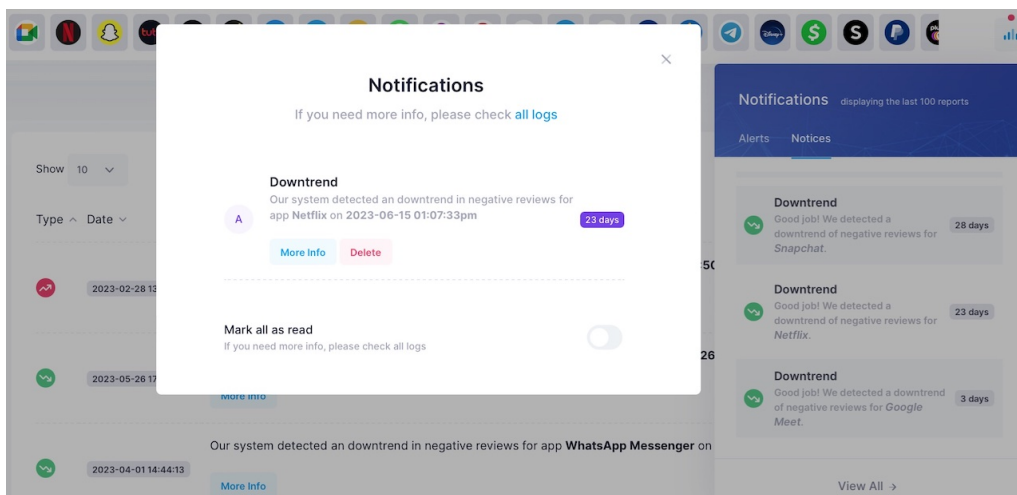 Notifications
If you need more info, please check all logs
Downtrend
Our system detected an downtrend in negative reviews for
app Netflix on 2023-06-15 01:07:33pm
A
23 days
More Info
Delete
Mark all as read
If you need more info, please check all logs
Show 10
Type Date
2023-02-28 13
50
2023-05-26 17
26
More Info
Our system detected an downtrend in negative reviews for app WhatsApp Messenger on
2023-04-01 14:44:13
More Info
Notifications displaying the last 100 reports
Alerts Notices
Downtrend
Good job! We detected a
downtrend of negative reviews for
Snapchat.
28 days
Downtrend
Good job! We detected a
downtrend of negative reviews for
Netflix.
23 days
Downtrend
Good job! We detected a downtrend
of negative reviews for Google
Meet.
3 days
View All